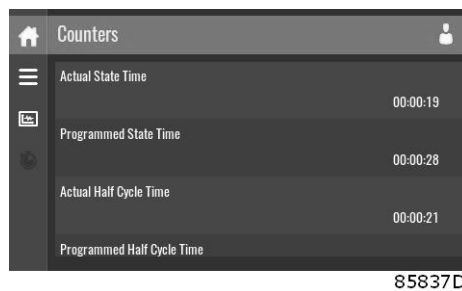 Counters
Actual State Time
00:00:19
Programmed State Time
00:00:28
Actual Half Cycle Time
00:00:21
Programmed Half Cycle Time
85837D